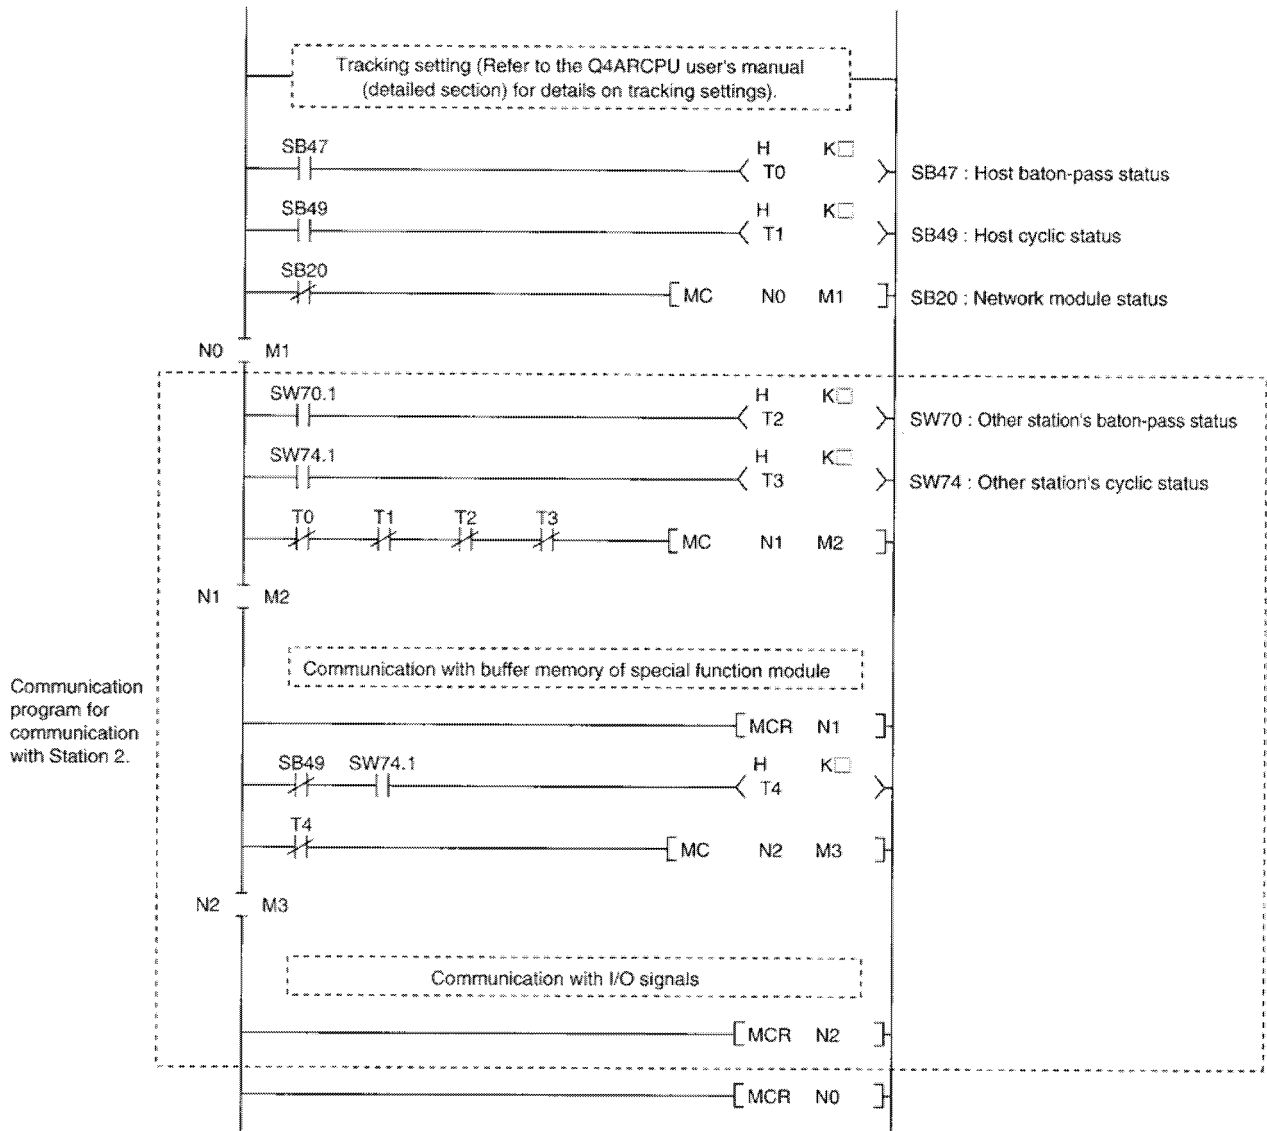 Tracking setting (Refer to the Q4ARCPU user's manual
(detailed section) for details on tracking settings).
SB47 H K□
T0 SB47 : Host baton-pass status
SB49 H K□
T1 SB49 : Host cyclic status
SB20
MC N0 M1 SB20 : Network module status
N0 M1
SW70.1 H K□
T2 SW70 : Other station's baton-pass status
SW74.1 H K□
T3 SW74 : Other station's cyclic status
T0 T1 T2 T3
MC N1 M2
N1 M2
Communication with buffer memory of special function module
Communication
program for
communication
with Station 2.
MCR N1
SB49 SW74.1 H K□
T4
T4
MC N2 M3
N2 M3
Communication with I/O signals
MCR N2
MCR N0